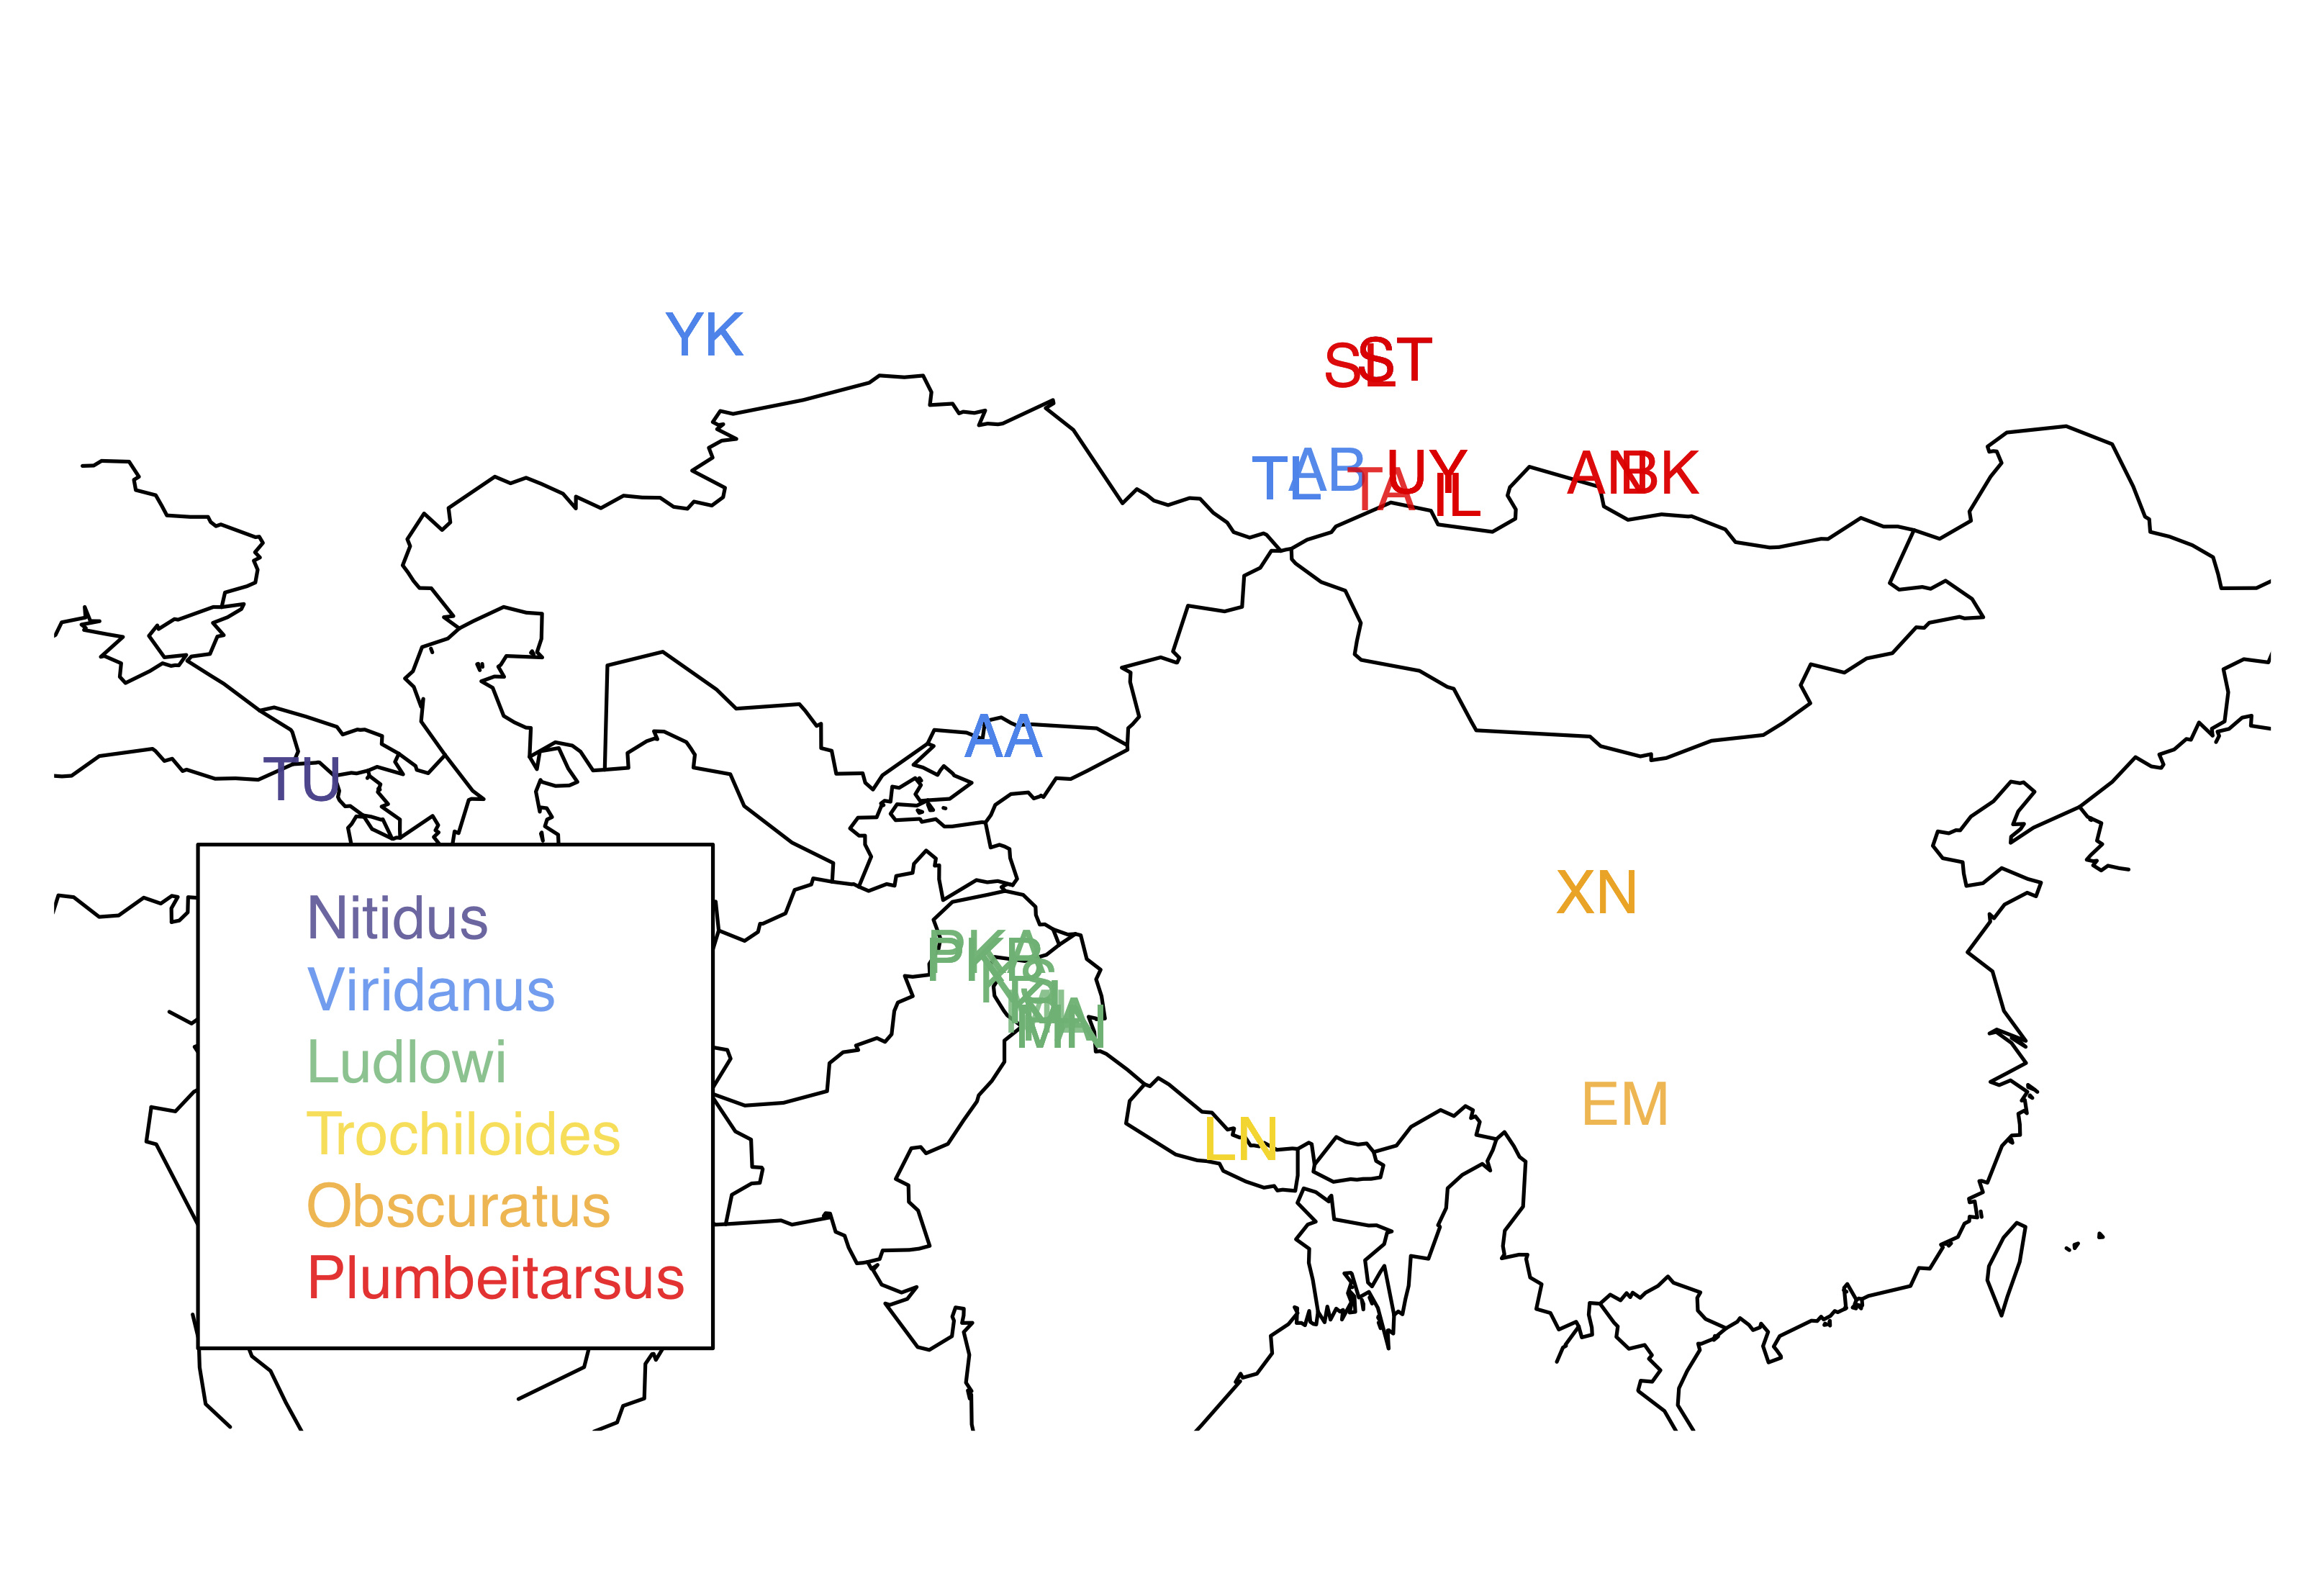 YK
SL
ST
TL
AB
TA
UY
IL
AN
BK
AA
TU
XN
PK
EM
LN
Nitidus
Viridanus
Ludlowi
Trochiloides
Obscuratus
Plumbeitarsus